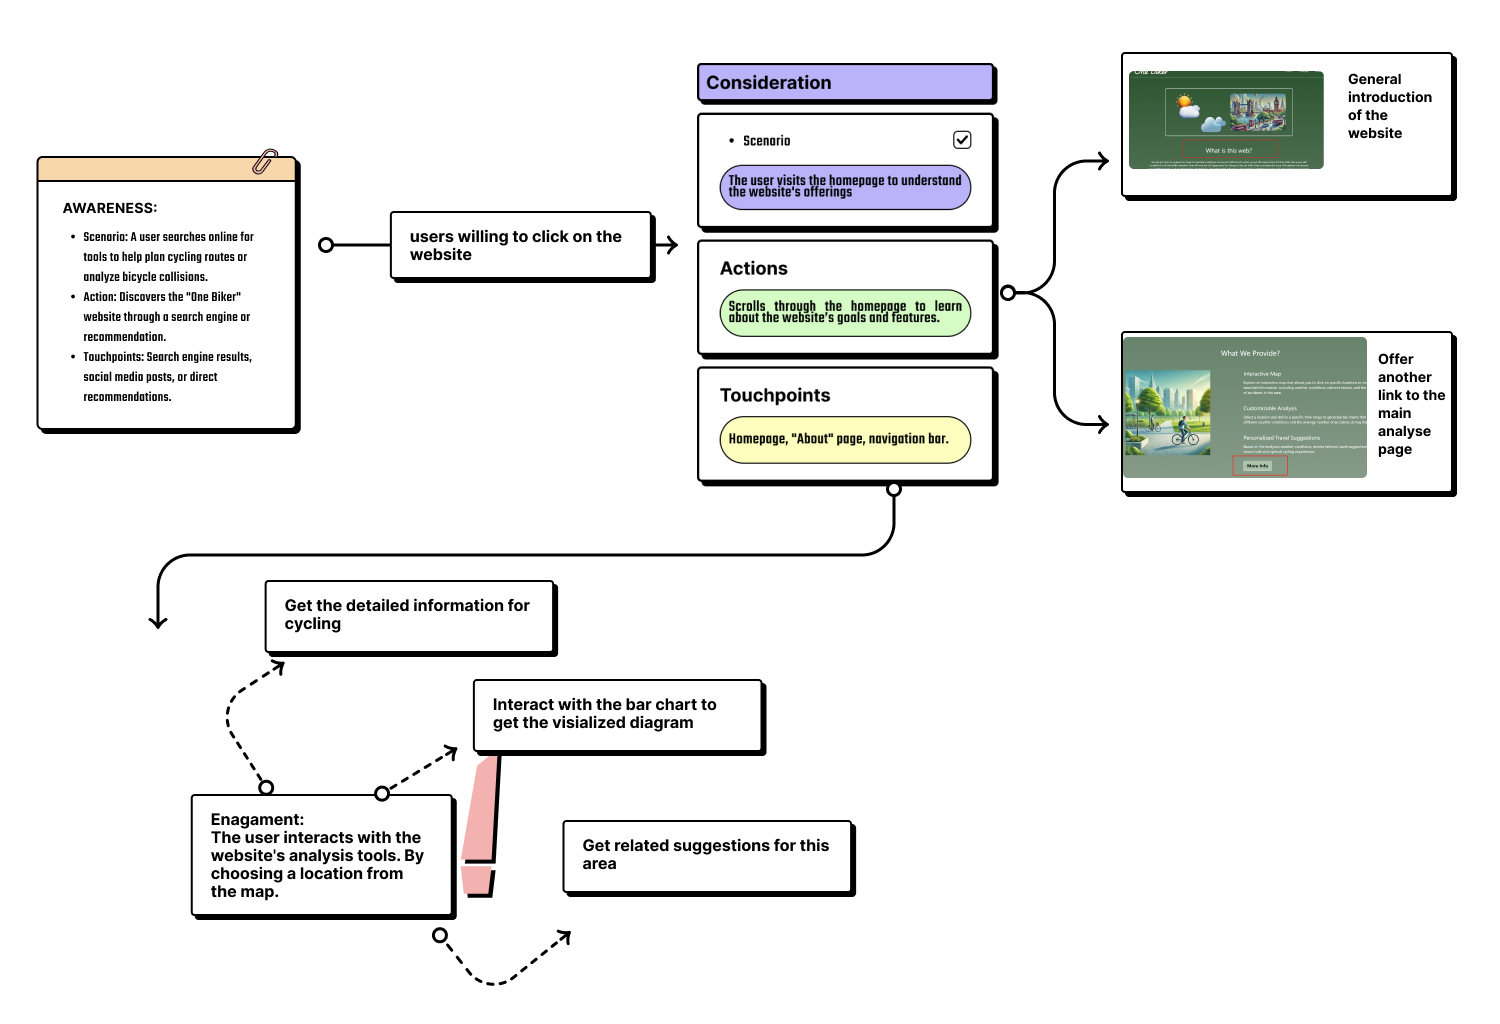 AWARENESS:
• Scenario: A user searches online for
tools to help plan cycling routes or
analyze bicycle collisions.
• Action: Discovers the "One Biker"
website through a search engine or
recommendation.
• Touchpoints: Search engine results,
social media posts, or direct
recommendations.
users willing to click on the
website
Consideration
• Scenario
The user visits the homepage to understand
the website's offerings
Actions
Scrolls through the homepage to learn
about the website's goals and features.
Touchpoints
Homepage, "About" page, navigation bar.
One Biker
What is this web?
General
introduction
of the
website
What We Provide?
Interactive Map
Customizable Analysis
Personalized Travel Suggestions
More Info
Offer
another
link to the
main
analyse
page
Get the detailed information for
cycling
Interact with the bar chart to
get the visialized diagram
Enagament:
The user interacts with the
website's analysis tools. By
choosing a location from
the map.
Get related suggestions for this
area